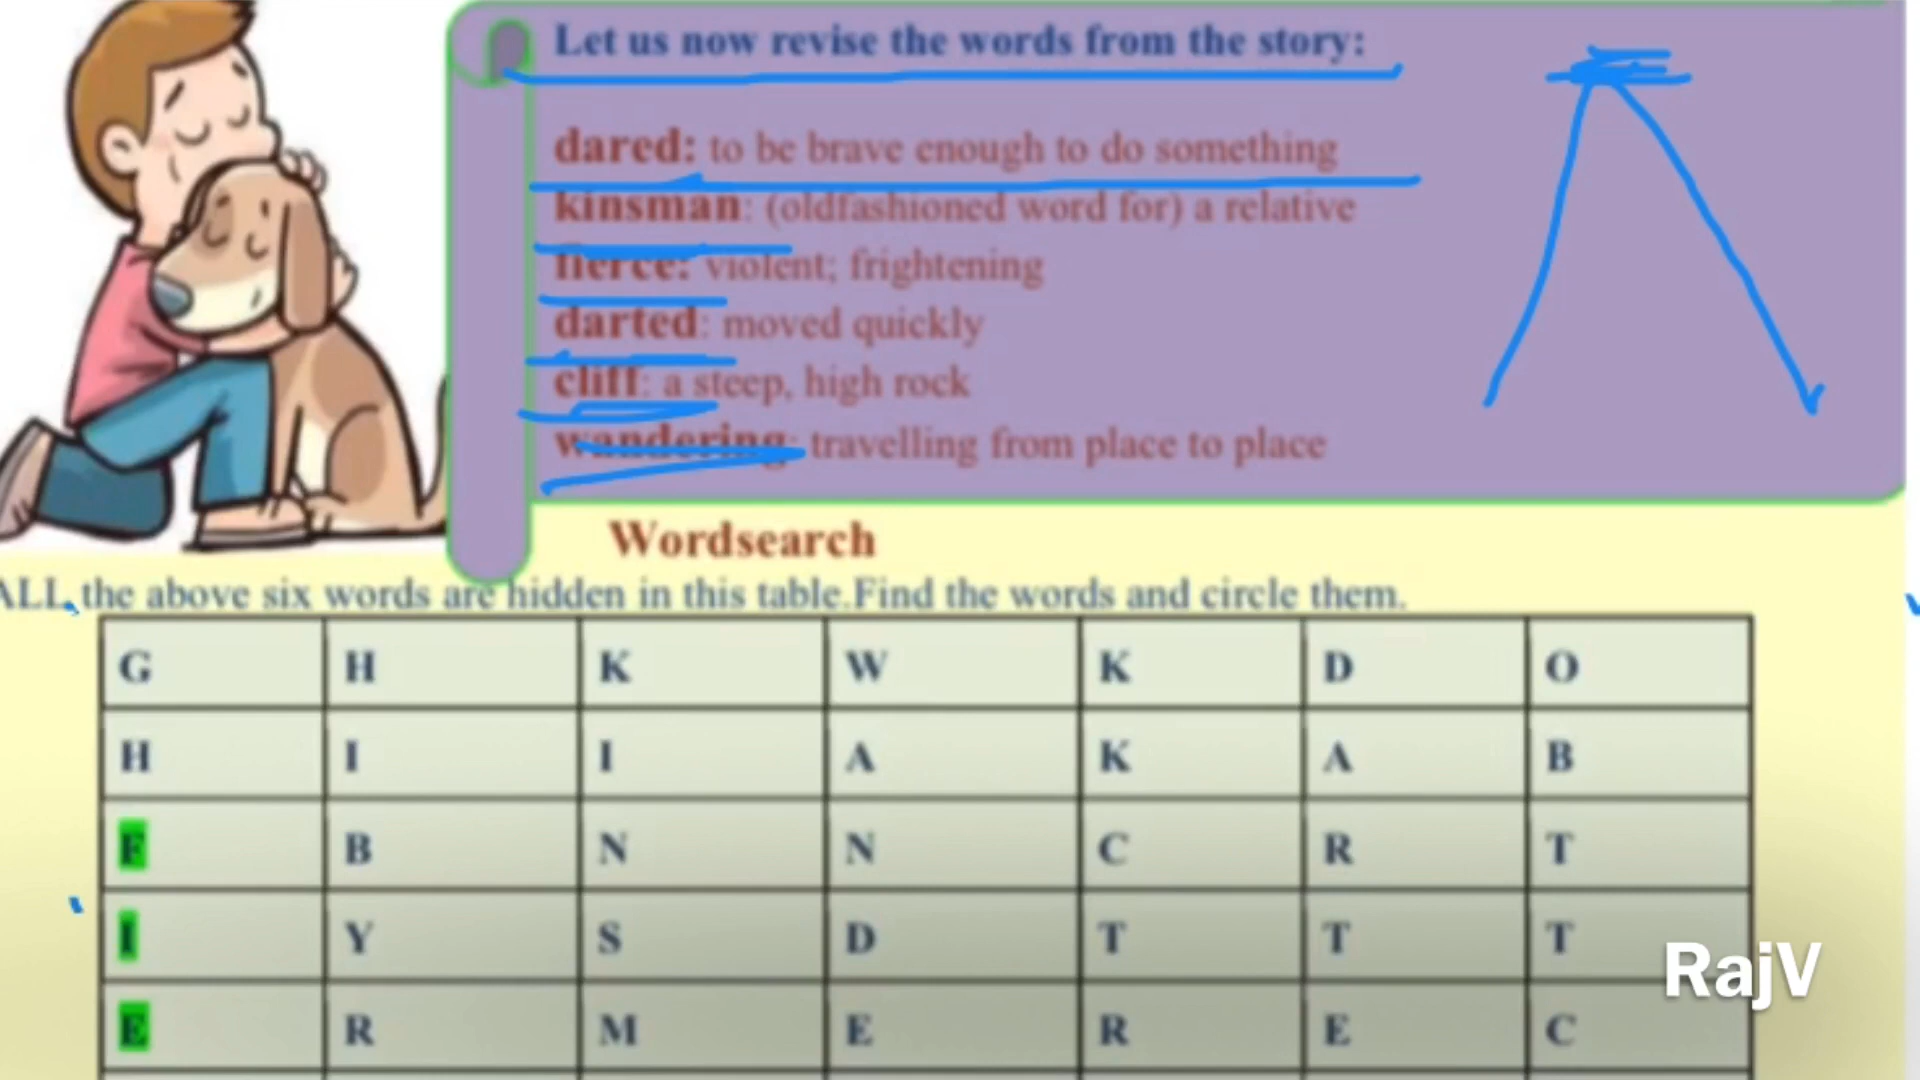 Let us now revise the words from the story:
dared: to be brave enough to do something
kinsman: (oldfashioned word for) a relative
fierce: violent; frightening
darted: moved quickly
cliff: a steep, high rock
wandering: travelling from place to place
Wordsearch
ALL the above six words are hidden in this table.Find the words and circle them.
G H K W K D O
H I I A K A B
F B N N C R T
I Y S D T T T
E R M E R E C
RajV